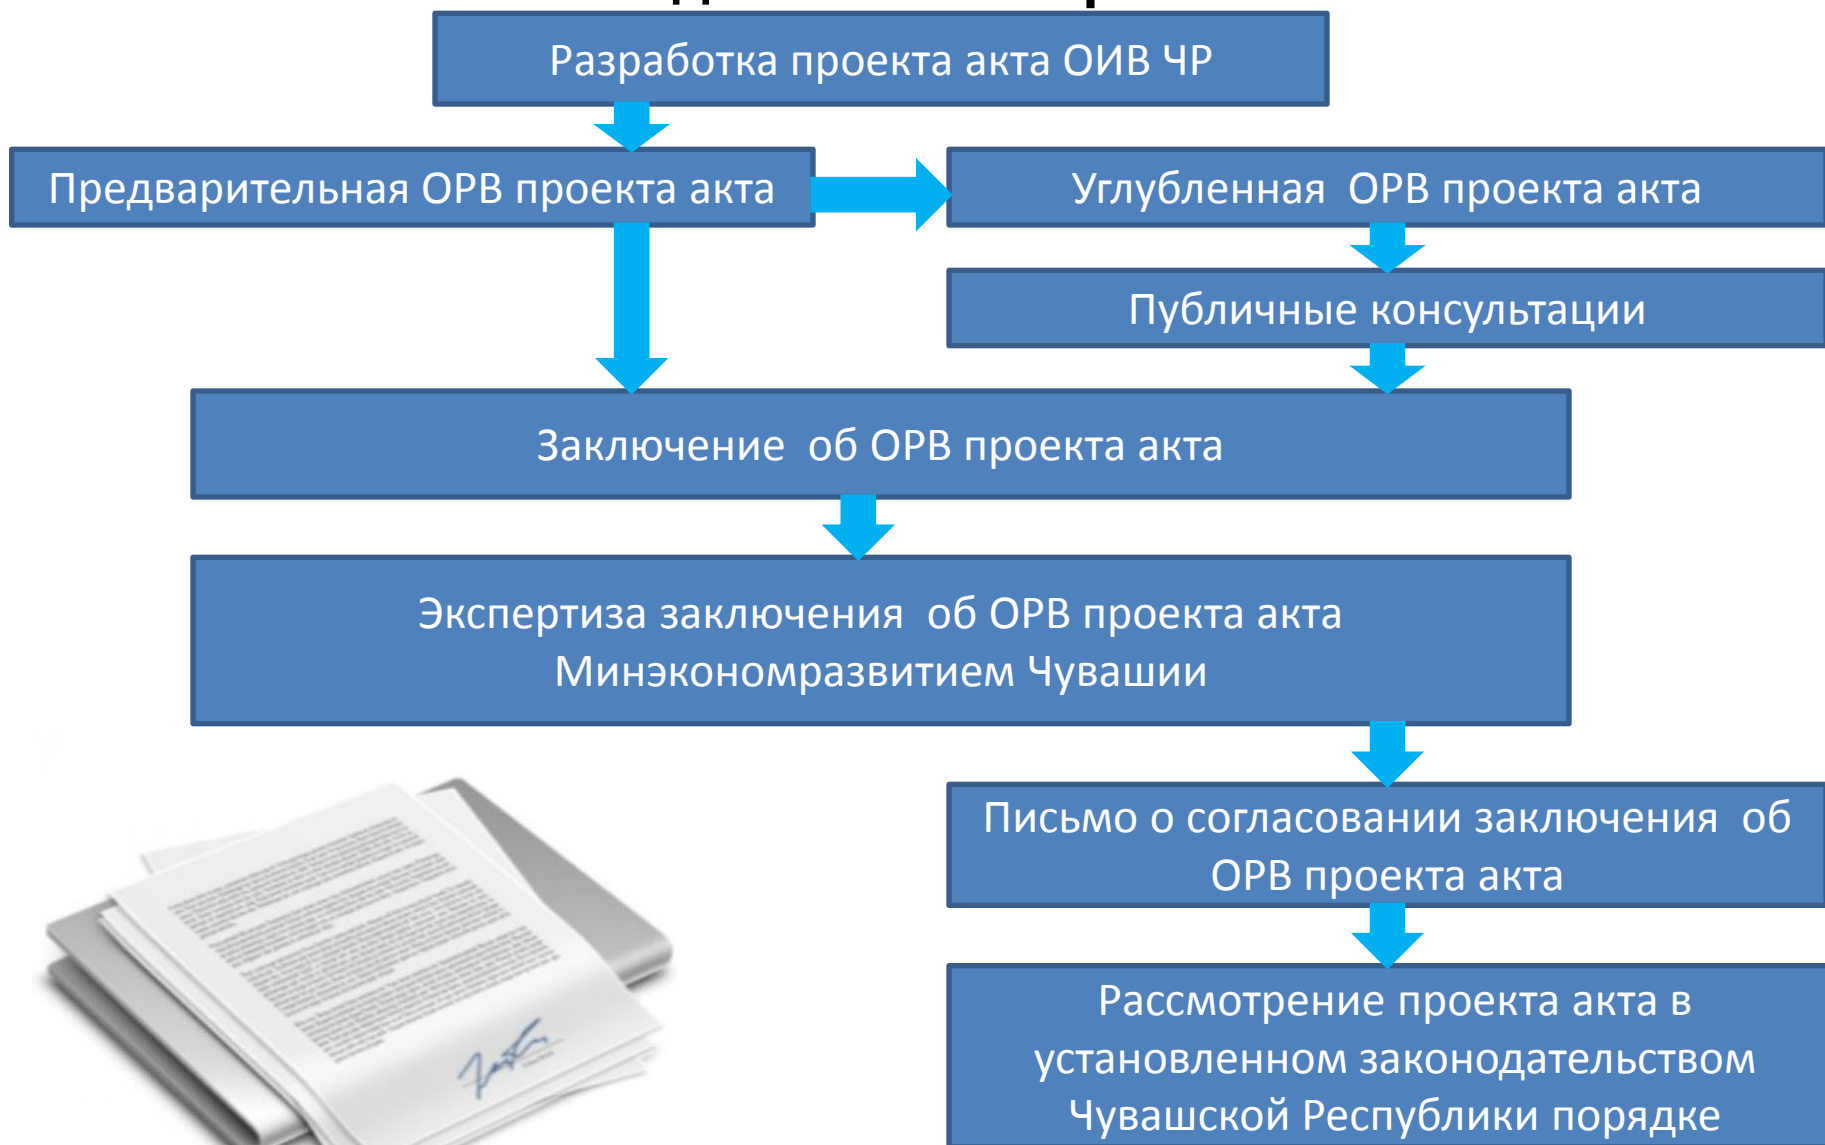 Разработка проекта акта ОИВ ЧР
Предварительная ОРВ проекта акта
Углубленная ОРВ проекта акта
Публичные консультации
Заключение об ОРВ проекта акта
Экспертиза заключения об ОРВ проекта акта
Минэкономразвитием Чувашии
Письмо о согласовании заключения об
ОРВ проекта акта
Рассмотрение проекта акта в
установленном законодательством
Чувашской Республики порядке